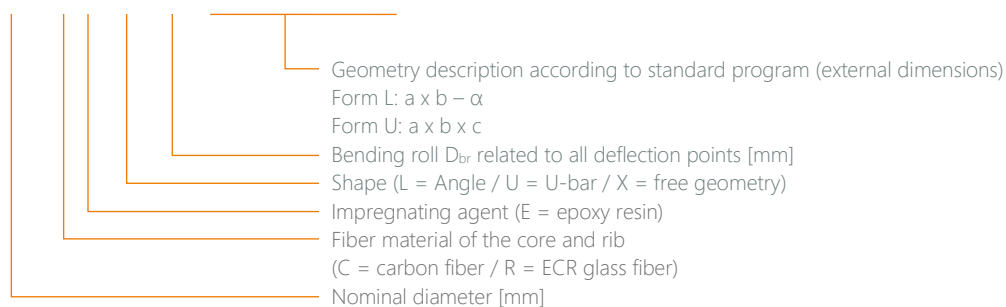 Geometry description according to standard program (external dimensions)
Form L: a x b – α
Form U: a x b x c
Bending roll Dbr related to all deflection points [mm]
Shape (L = Angle / U = U-bar / X = free geometry)
Impregnating agent (E = epoxy resin)
Fiber material of the core and rib
(C = carbon fiber / R = ECR glass fiber)
Nominal diameter [mm]